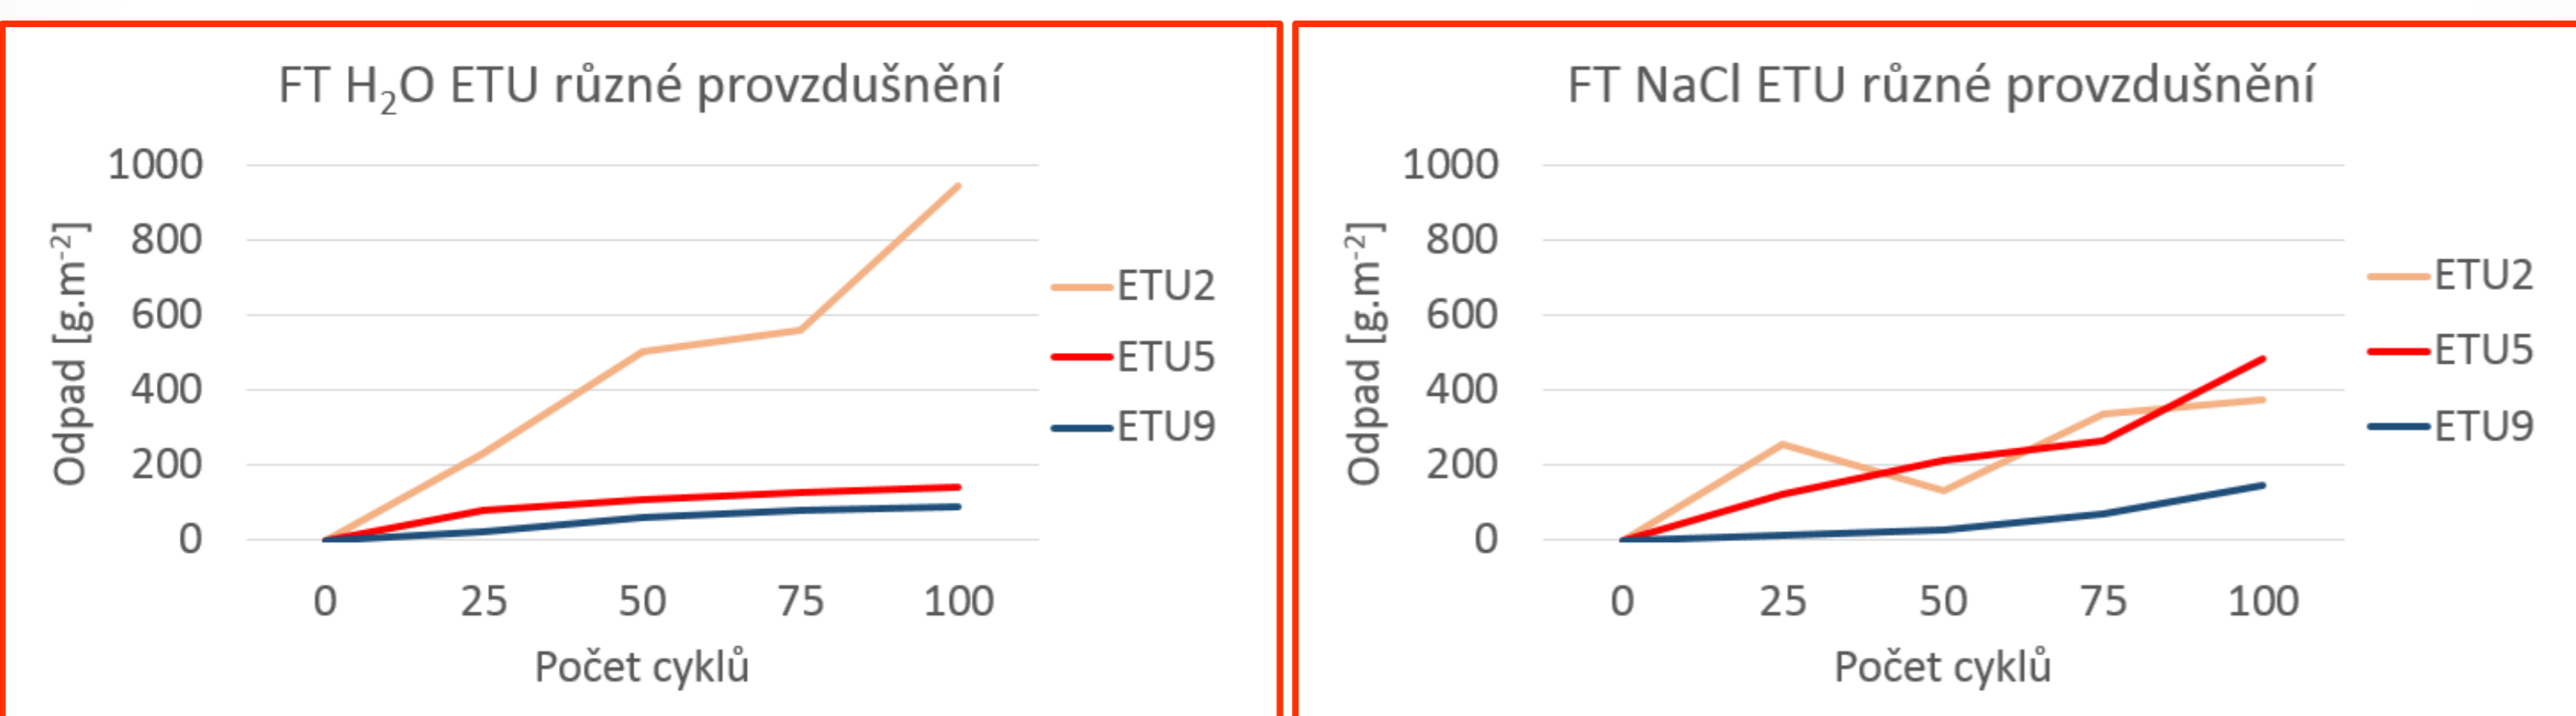 FT H₂O ETU různé provzdušnění
1000
800
600
400
200
0
Odpad [g.m⁻²]
0 25 50 75 100
Počet cyklů
ETU2
ETU5
ETU9
FT NaCl ETU různé provzdušnění
1000
800
600
400
200
0
Odpad [g.m⁻²]
0 25 50 75 100
Počet cyklů
ETU2
ETU5
ETU9